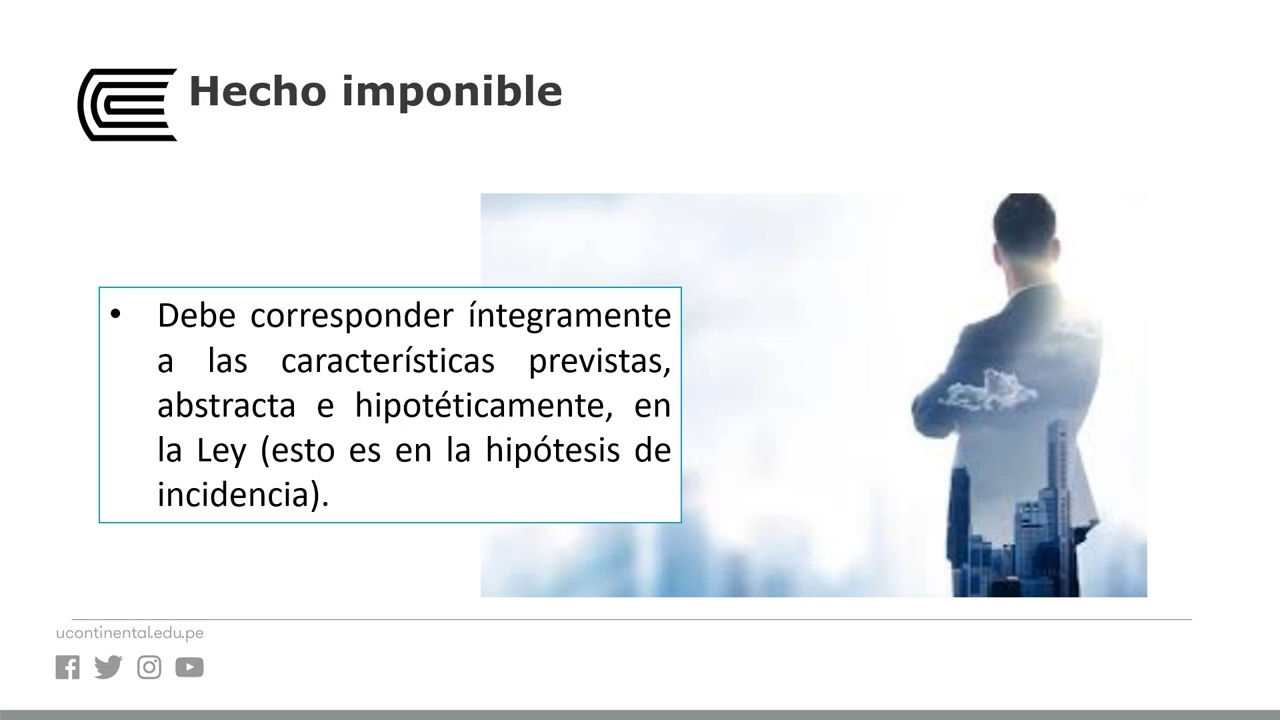 Hecho imponible
• Debe corresponder íntegramente
a las características previstas,
abstracta e hipotéticamente, en
la Ley (esto es en la hipótesis de
incidencia).
ucontinental.edu.pe